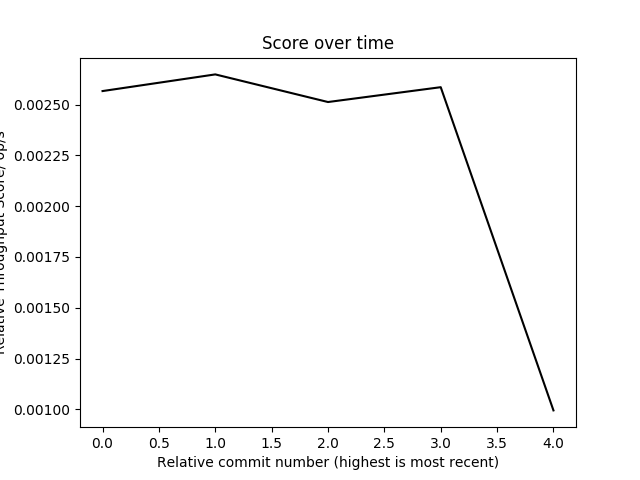 Score over time
Relative Throughput Score/ op/s
0.00250
0.00225
0.00200
0.00175
0.00150
0.00125
0.00100
0.0 0.5 1.0 1.5 2.0 2.5 3.0 3.5 4.0
Relative commit number (highest is most recent)